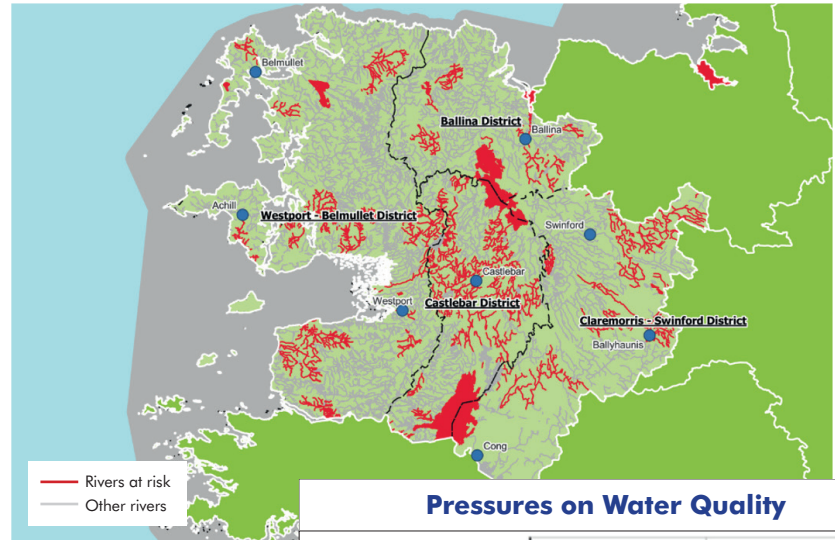 Belmullet
Ballina District
Ballina
Achill
Westport - Belmullet District
Swinford
Castlebar
Westport
Castlebar District
Claremorris - Swinford District
Ballyhaunis
Cong
Rivers at risk
Other rivers
Pressures on Water Quality